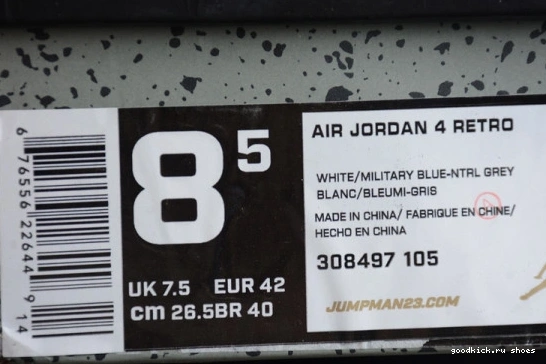 6 76556 22644 9 14
8 5
UK 7.5 EUR 42
cm 26.5BR 40
AIR JORDAN 4 RETRO
WHITE/MILITARY BLUE-NTRL GREY
BLANC/BLEUMI-GRIS
MADE IN CHINA/ FABRIQUE EN CHINE/
HECHO EN CHINA
308497 105
JUMPMAN23.COM
goodkick.ru shoes